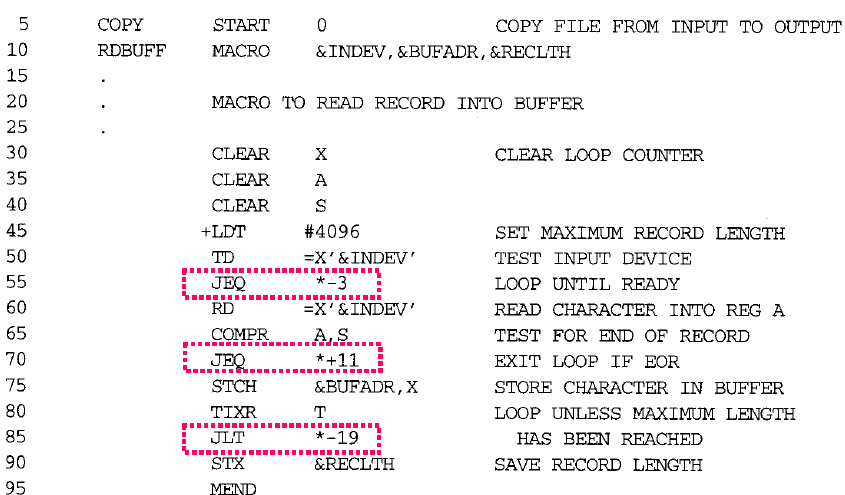 5 COPY START 0 COPY FILE FROM INPUT TO OUTPUT
10 RDBUFF MACRO &INDEV,&BUFADR,&RECLTH
15 .
20 . MACRO TO READ RECORD INTO BUFFER
25 .
30 CLEAR X CLEAR LOOP COUNTER
35 CLEAR A
40 CLEAR S
45 +LDT #4096 SET MAXIMUM RECORD LENGTH
50 TD =X'&INDEV' TEST INPUT DEVICE
55 JEQ *-3 LOOP UNTIL READY
60 RD =X'&INDEV' READ CHARACTER INTO REG A
65 COMPR A,S TEST FOR END OF RECORD
70 JEQ *+11 EXIT LOOP IF EOR
75 STCH &BUFADR,X STORE CHARACTER IN BUFFER
80 TIXR T LOOP UNLESS MAXIMUM LENGTH
85 JLT *-19 HAS BEEN REACHED
90 STX &RECLTH SAVE RECORD LENGTH
95 MEND